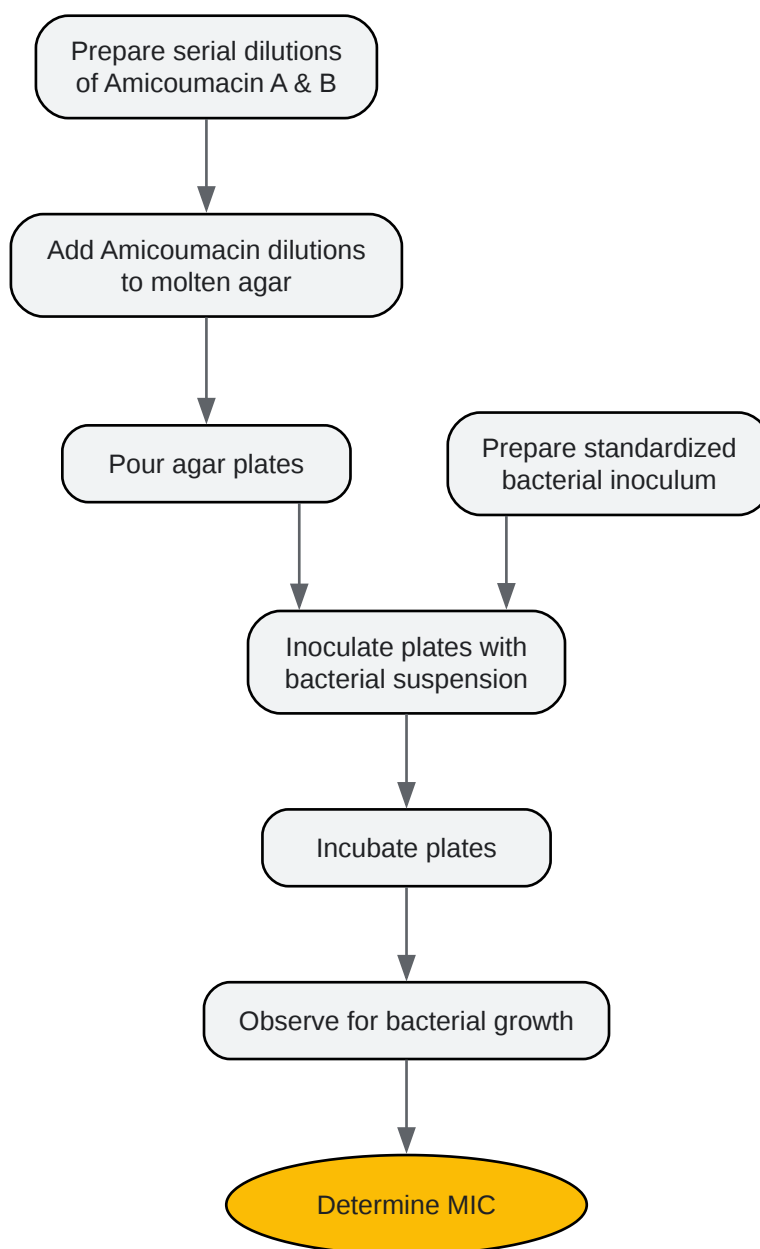 Prepare serial dilutions
of Amicoumacin A & B
Add Amicoumacin dilutions
to molten agar
Pour agar plates
Prepare standardized
bacterial inoculum
Inoculate plates with
bacterial suspension
Incubate plates
Observe for bacterial growth
Determine MIC